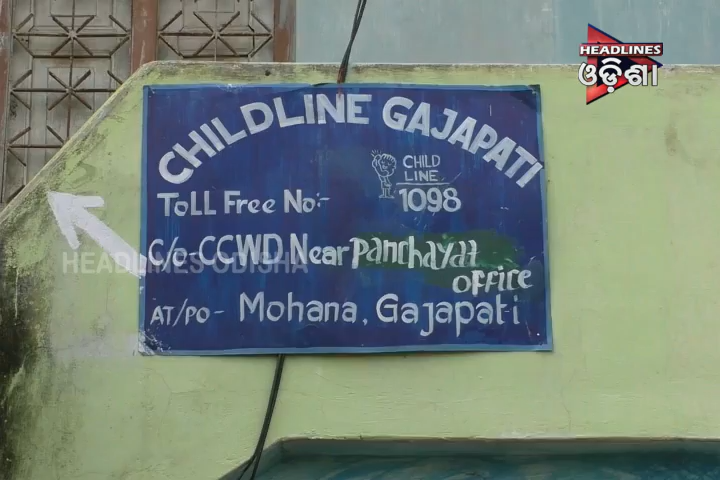 HEADLINES
ଓଡ଼ିଶା
CHILDLINE GAJAPATI
CHILD
LINE
1098
ToLL Free No:-
C/o-CCWD Near Panchayat
office
HEADLINES ODISHA
AT/PO- Mohana, Gajapati